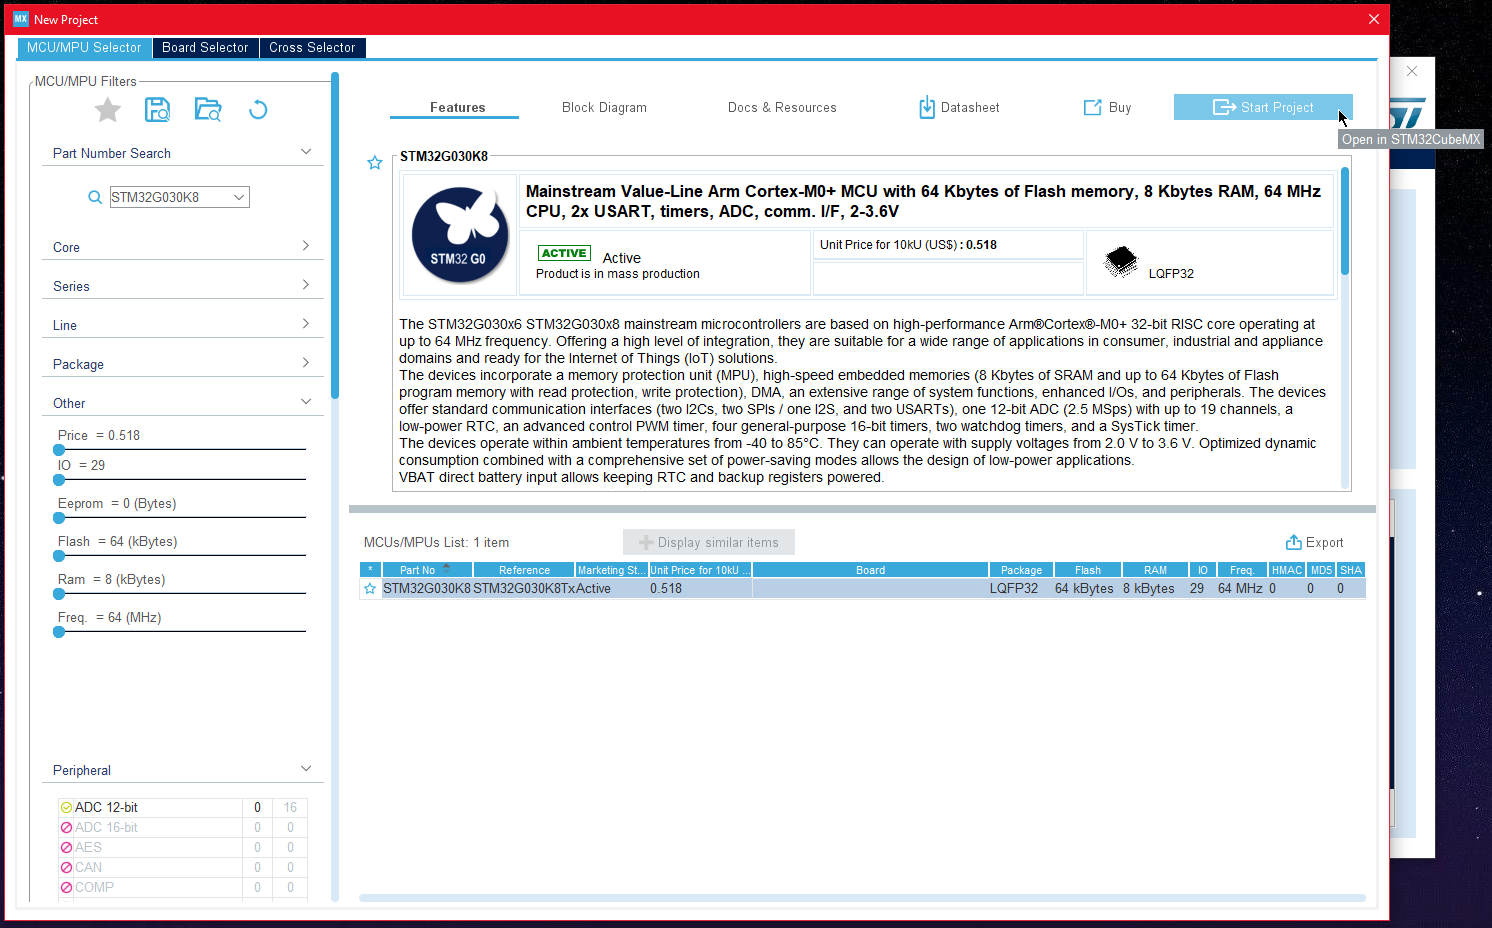 MX New Project
MCU/MPU Selector Board Selector Cross Selector
MCU/MPU Filters
Part Number Search
STM32G030K8
Core
Series
Line
Package
Other
Price = 0.518
IO = 29
Eeprom = 0 (Bytes)
Flash = 64 (kBytes)
Ram = 8 (kBytes)
Freq. = 64 (MHz)
Peripheral
ADC 12-bit 0 16
ADC 16-bit 0 0
AES 0 0
CAN 0 0
COMP 0 0
Features Block Diagram Docs & Resources Datasheet Buy Start Project
Open in STM32CubeMX
STM32G030K8
STM32 G0
Mainstream Value-Line Arm Cortex-M0+ MCU with 64 Kbytes of Flash memory, 8 Kbytes RAM, 64 MHz
CPU, 2x USART, timers, ADC, comm. I/F, 2-3.6V
ACTIVE Active
Product is in mass production
Unit Price for 10kU (US$) : 0.518
LQFP32
The STM32G030x6 STM32G030x8 mainstream microcontrollers are based on high-performance Arm®Cortex®-M0+ 32-bit RISC core operating at
up to 64 MHz frequency. Offering a high level of integration, they are suitable for a wide range of applications in consumer, industrial and appliance
domains and ready for the Internet of Things (IoT) solutions.
The devices incorporate a memory protection unit (MPU), high-speed embedded memories (8 Kbytes of SRAM and up to 64 Kbytes of Flash
program memory with read protection, write protection), DMA, an extensive range of system functions, enhanced I/Os, and peripherals. The devices
offer standard communication interfaces (two I2Cs, two SPIs / one I2S, and two USARTs), one 12-bit ADC (2.5 MSps) with up to 19 channels, a
low-power RTC, an advanced control PWM timer, four general-purpose 16-bit timers, two watchdog timers, and a SysTick timer.
The devices operate within ambient temperatures from -40 to 85°C. They can operate with supply voltages from 2.0 V to 3.6 V. Optimized dynamic
consumption combined with a comprehensive set of power-saving modes allows the design of low-power applications.
VBAT direct battery input allows keeping RTC and backup registers powered.
MCUs/MPUs List: 1 item Display similar items Export
* Part No Reference Marketing St... Unit Price for 10kU ... Board Package Flash RAM IO Freq. HMAC MD5 SHA
STM32G030K8 STM32G030K8Tx Active 0.518 LQFP32 64 kBytes 8 kBytes 29 64 MHz 0 0 0